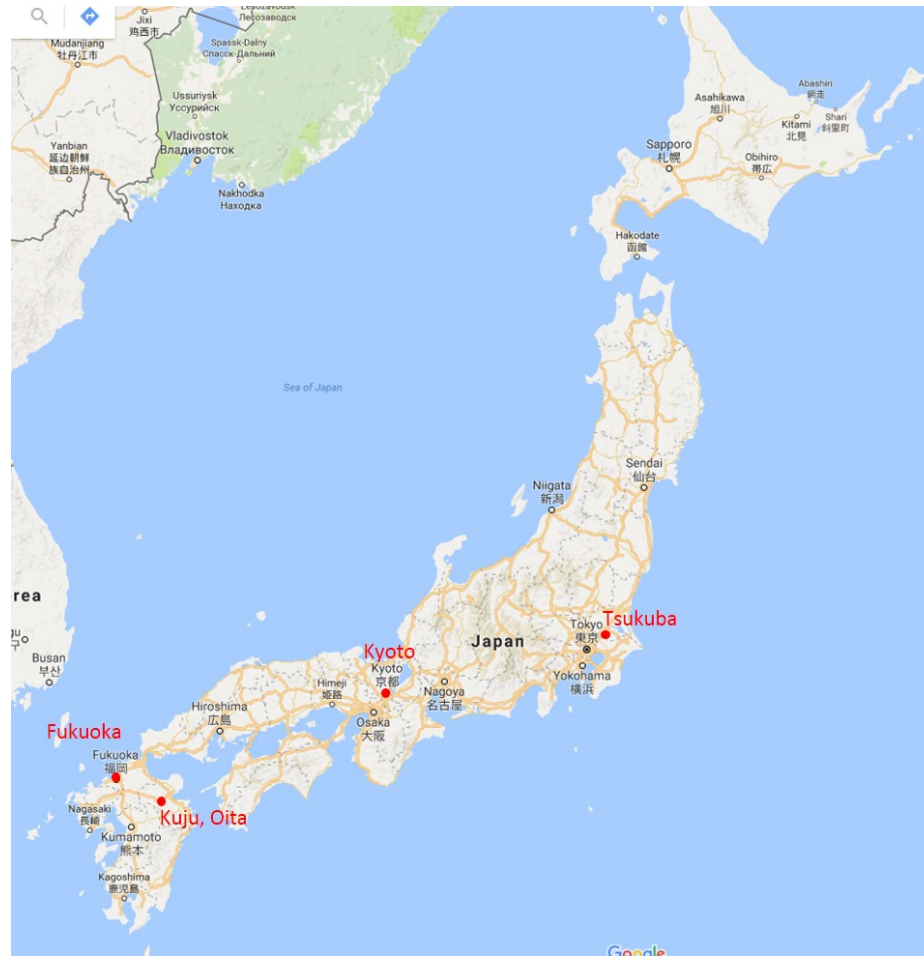 Jixi
鸡西市
Lesozavodsk
Лесозаводск
Mudanjiang
牡丹江市
Spassk-Dalny
Спасск-Дальний
Ussuriysk
Уссурийск
Vladivostok
Владивосток
Yanbian
延边朝鲜
族自治州
Nakhodka
Находка
Abashiri
網走
Asahikawa
旭川
Kitami
北見
Shari
斜里町
Sapporo
札幌
Obihiro
帯広
Hakodate
函館
Sea of Japan
Sendai
仙台
Niigata
新潟
rea
gu
구
Busan
부산
Tsukuba
Tokyo
東京
Japan
Yokohama
横浜
Kyoto
Kyoto
京都
Himeji
姫路
Nagoya
名古屋
Osaka
大阪
Hiroshima
広島
Fukuoka
Fukuoka
福岡
Kuju, Oita
Nagasaki
長崎
Kumamoto
熊本
Kagoshima
鹿児島
Google